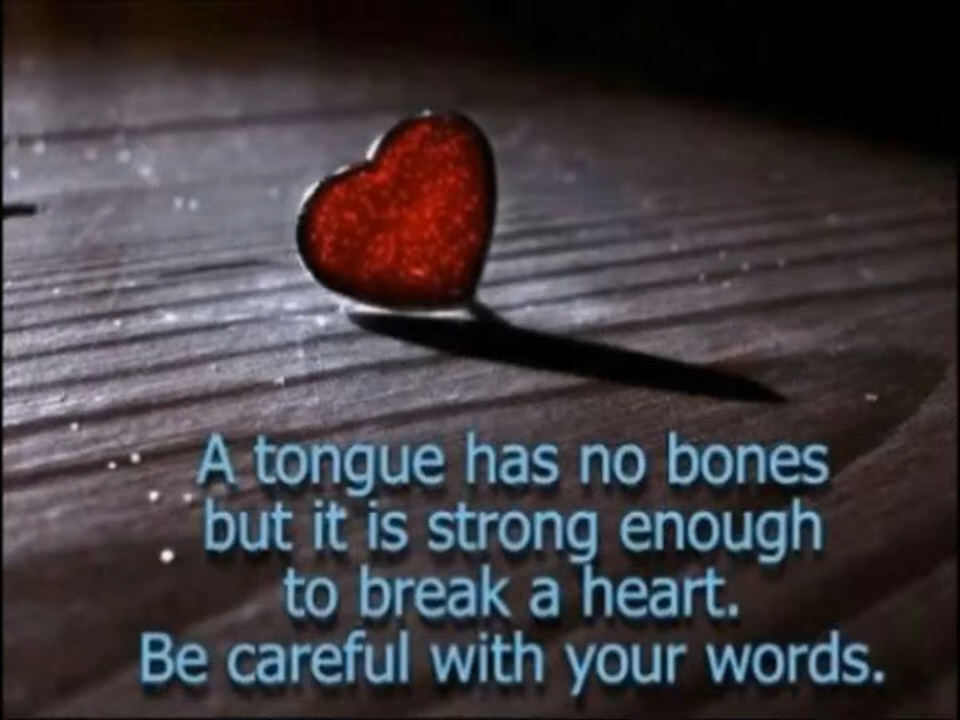 A tongue has no bones
but it is strong enough
to break a heart.
Be careful with your words.